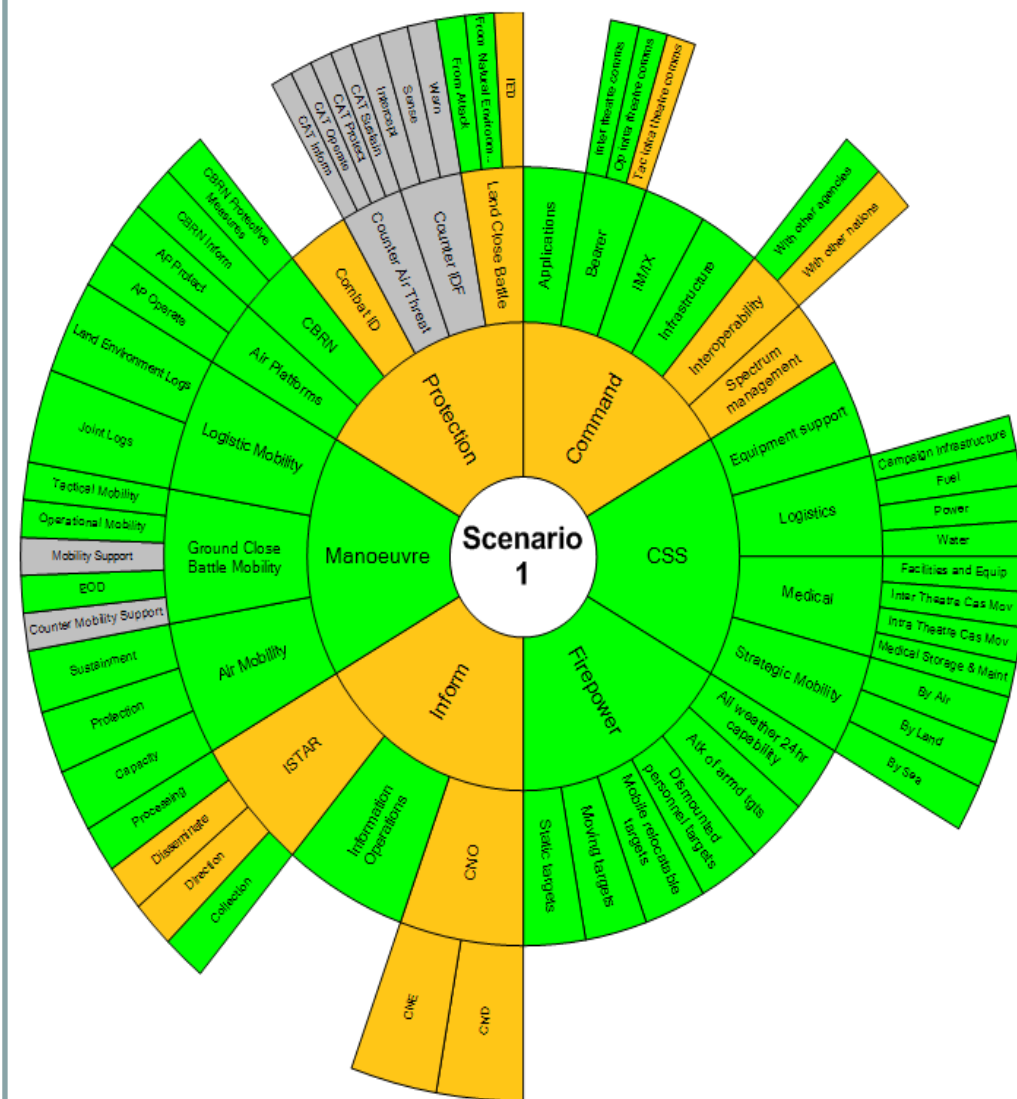 Scenario
1
Command
CSS
Firepower
Inform
Manoeuvre
Protection
Applications
Bearer
IM/IX
Infrastructure
Interoperability
Spectrum
management
Equipment support
Logistics
Medical
Strategic Mobility
All weather 24hr
capability
Atk of armd tgts
Dismounted
personnel targets
Mobile relocatable
targets
Moving targets
Static targets
CNO
Information
Operations
ISTAR
Air Mobility
Ground Close
Battle Mobility
Logistic Mobility
Air Platforms
CBRN
Combat ID
Counter Air Threat
Counter IDF
Land Close Battle
Inter theatre comms
Op intra theatre comms
Tac intra theatre comms
With other agencies
With other nations
Campaign Infrastructure
Fuel
Power
Water
Facilities and Equip
Inter Theatre Cas Mov
Intra Theatre Cas Mov
Medical Storage & Maint
By Air
By Land
By Sea
CND
CNE
Collection
Direction
Disseminate
Processing
Capacity
Protection
Sustainment
Counter Mobility Support
EOD
Mobility Support
Operational Mobility
Tactical Mobility
Joint Logs
Land Environment Logs
AP Operate
AP Protect
CBRN Inform
CBRN Protective
Measures
CAT Inform
CAT Operate
CAT Protect
CAT Sustain
Intercept
Sense
Warn
From Attack
From Natural Environm...
IED